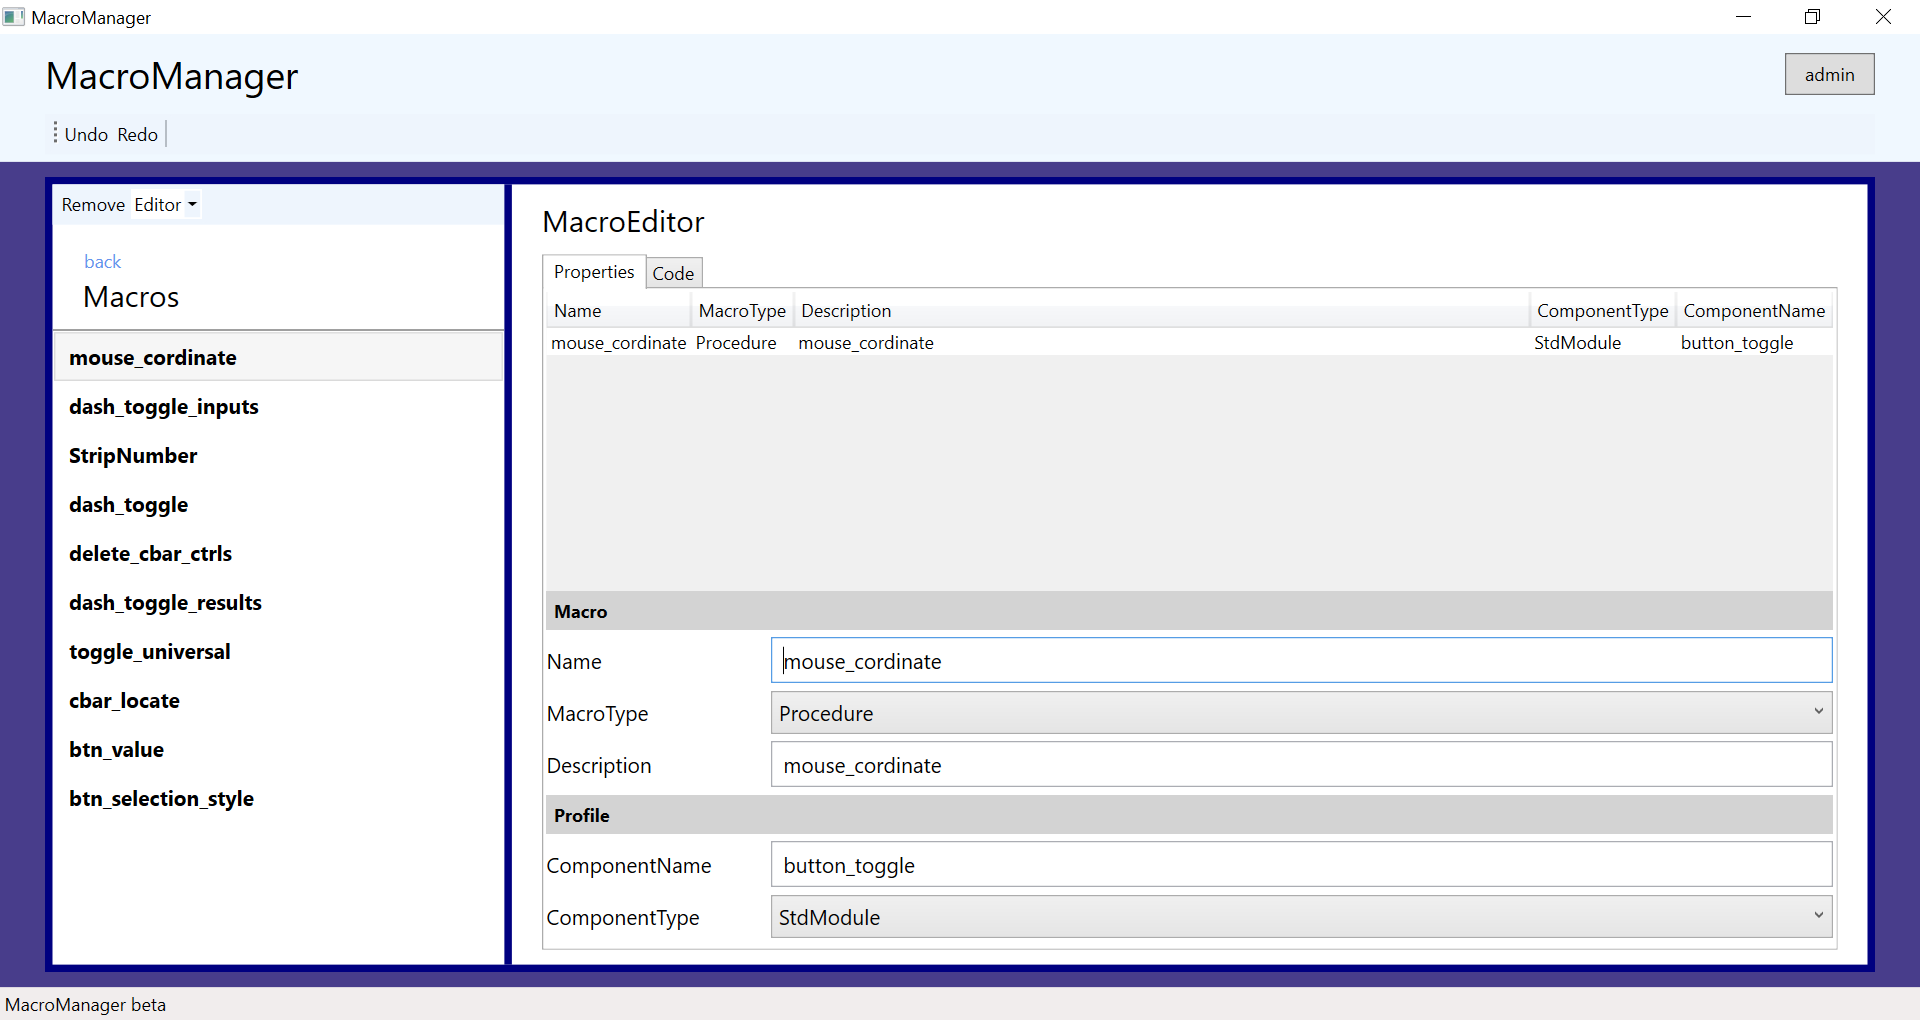 MacroManager
MacroManager
admin
Undo Redo
Remove Editor
back
Macros
mouse_cordinate
dash_toggle_inputs
StripNumber
dash_toggle
delete_cbar_ctrls
dash_toggle_results
toggle_universal
cbar_locate
btn_value
btn_selection_style
MacroEditor
Properties Code
Name MacroType Description ComponentType ComponentName
mouse_cordinate Procedure mouse_cordinate StdModule button_toggle
Macro
Name mouse_cordinate
MacroType Procedure
Description mouse_cordinate
Profile
ComponentName button_toggle
ComponentType StdModule
MacroManager beta